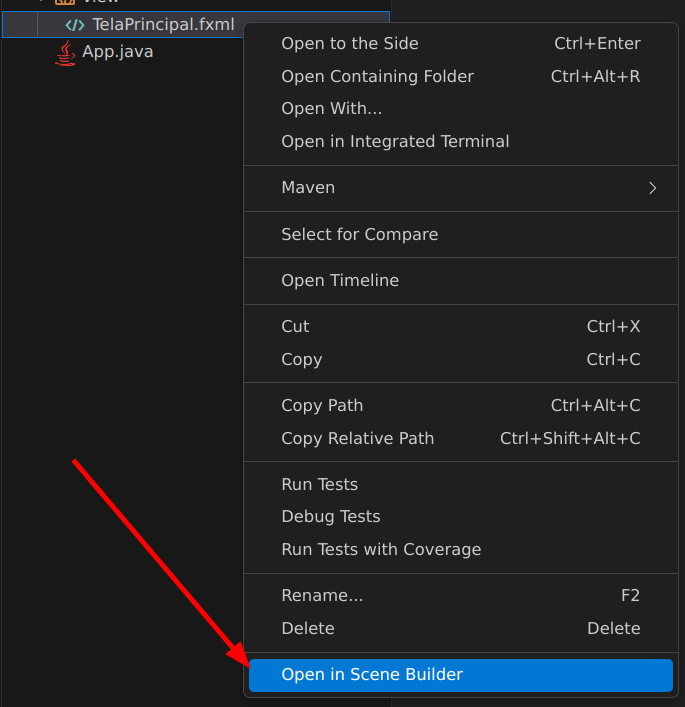 view
TelaPrincipal.fxml
App.java
Open to the Side Ctrl+Enter
Open Containing Folder Ctrl+Alt+R
Open With...
Open in Integrated Terminal
Maven
Select for Compare
Open Timeline
Cut Ctrl+X
Copy Ctrl+C
Copy Path Ctrl+Alt+C
Copy Relative Path Ctrl+Shift+Alt+C
Run Tests
Debug Tests
Run Tests with Coverage
Rename... F2
Delete Delete
Open in Scene Builder